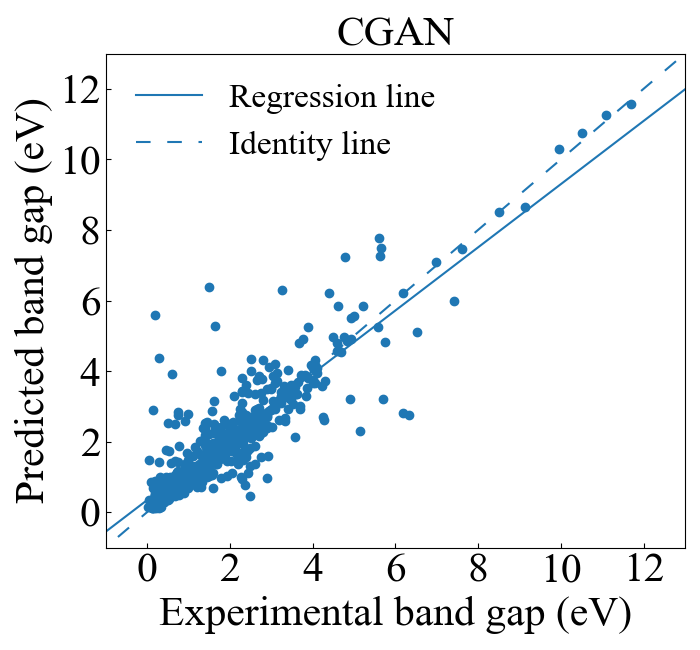 CGAN
Regression line
Identity line
Predicted band gap (eV)
12
10
8
6
4
2
0
0 2 4 6 8 10 12
Experimental band gap (eV)